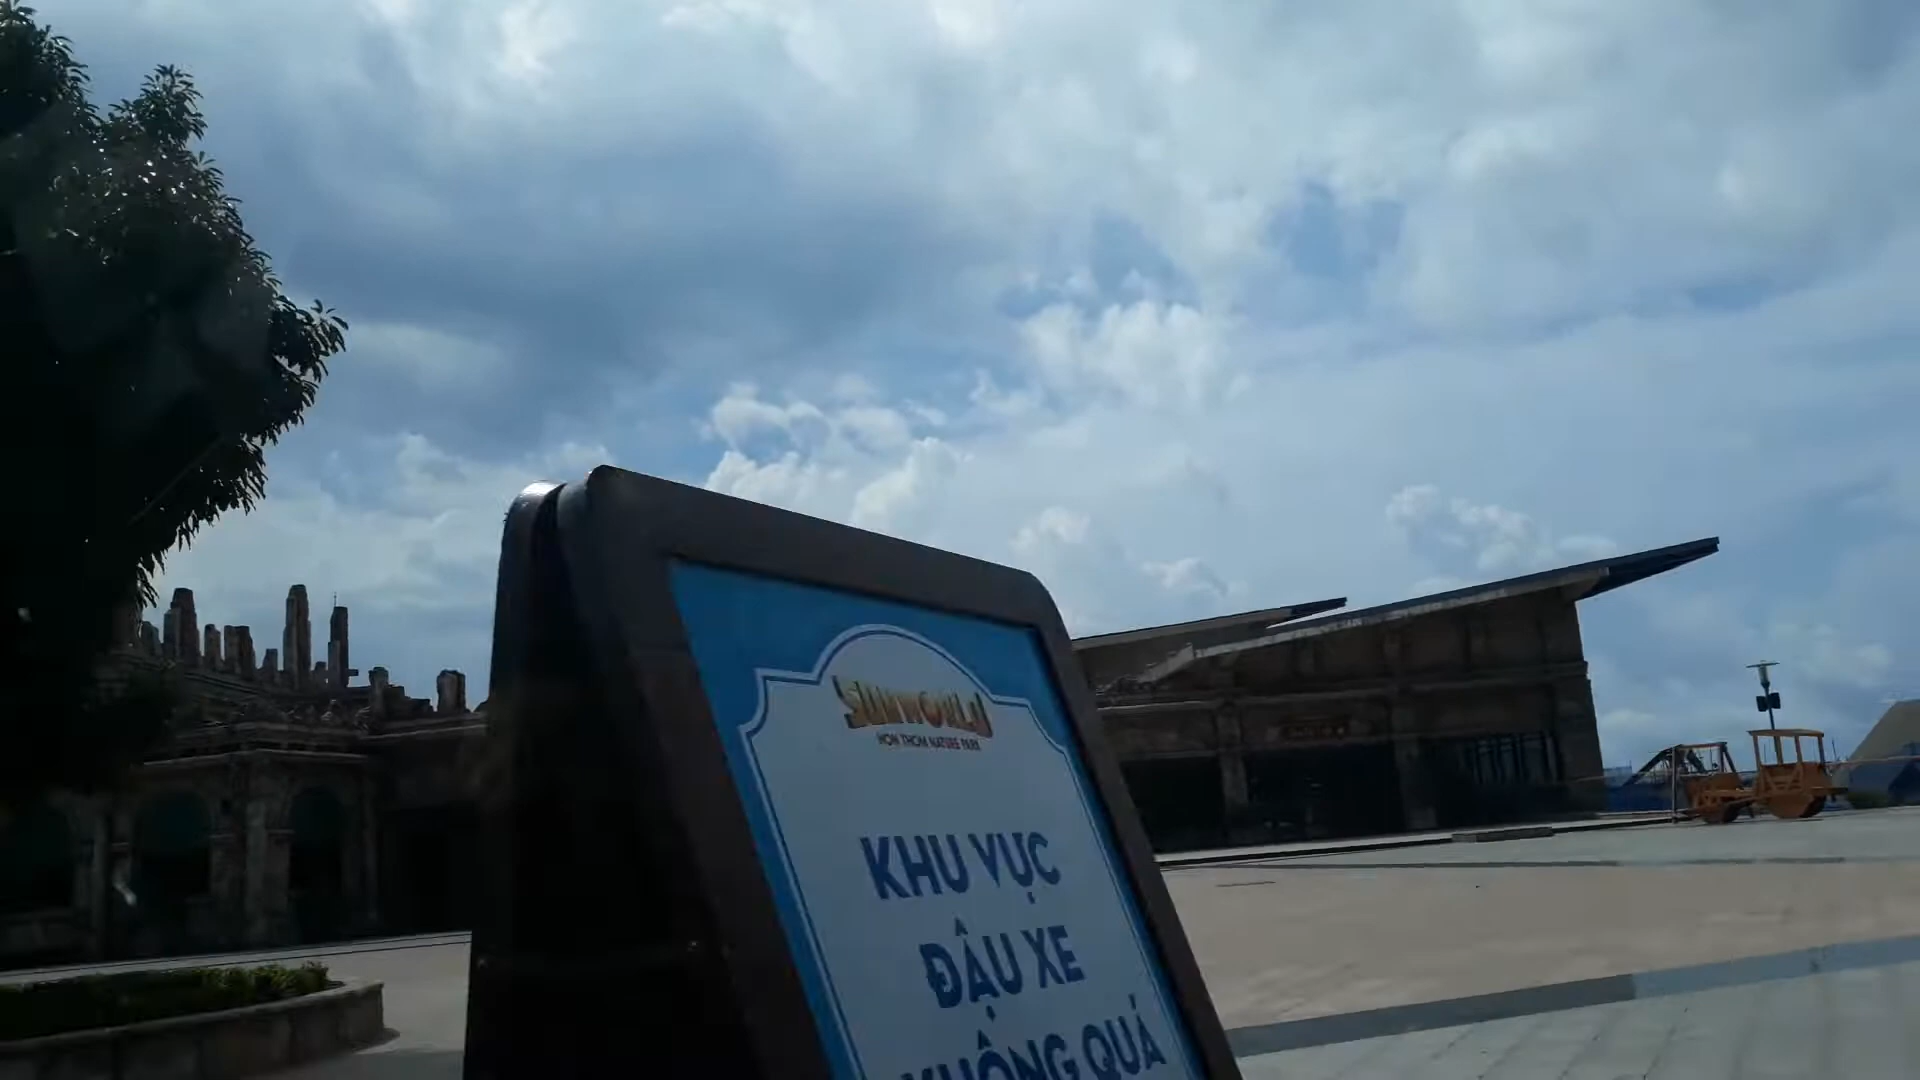 SUNWORLD
HON THOM NATURE PARK
KHU VỰC
ĐẬU XE
KHÔNG QUÁ